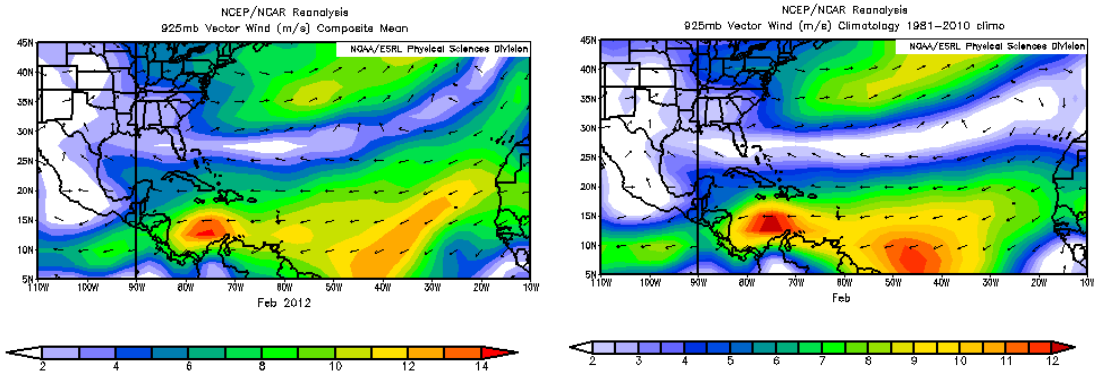 NCEP/NCAR Reanalysis
925mb Vector Wind (m/s) Composite Mean
NOAA/ESRL Physical Sciences Division
45N
40N
35N
30N
25N
20N
15N
10N
5N
110W 100W 90W 80W 70W 60W 50W 40W 30W 20W 10W
Feb 2012
2 4 6 8 10 12 14
NCEP/NCAR Reanalysis
925mb Vector Wind (m/s) Climatology 1981-2010 climo
NOAA/ESRL Physical Sciences Division
45N
40N
35N
30N
25N
20N
15N
10N
5N
110W 100W 90W 80W 70W 60W 50W 40W 30W 20W 10W
Feb
2 3 4 5 6 7 8 9 10 11 12